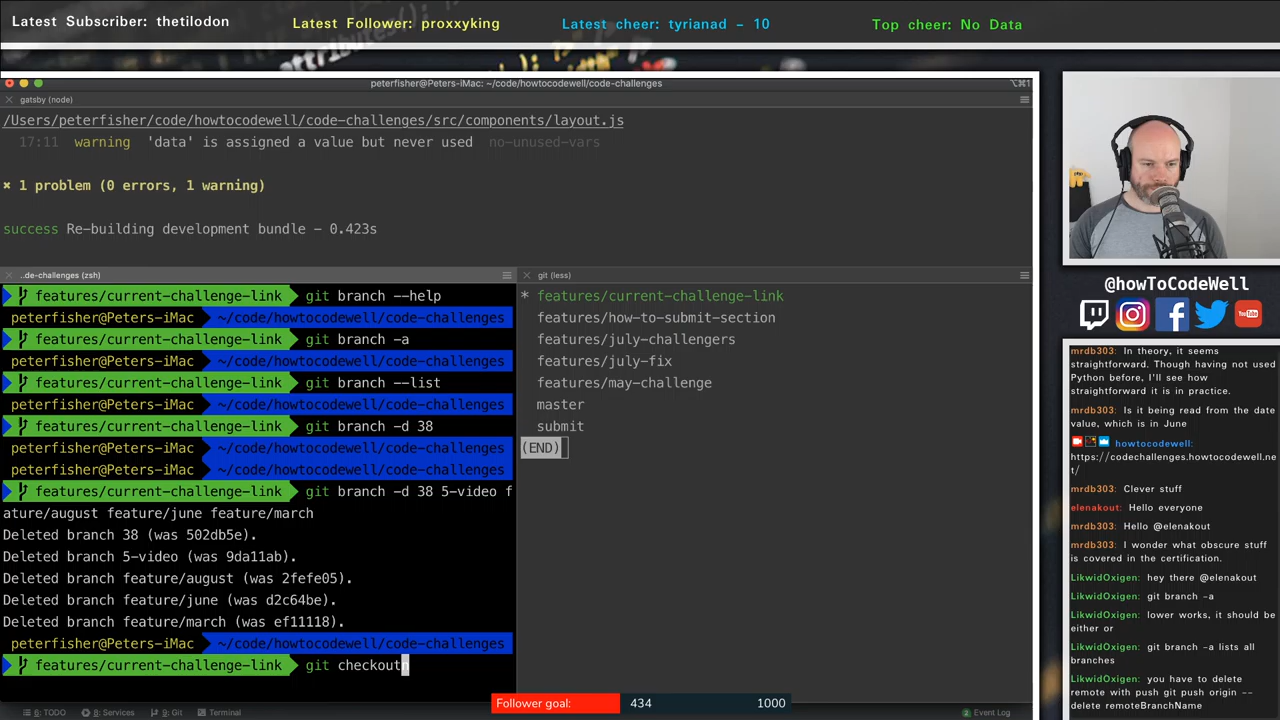 Latest Subscriber: thetilodon
Latest Follower: proxxyking
Latest cheer: tyrianad - 10
Top cheer: No Data
peterfisher@Peters-iMac: ~/code/howtocodewell/code-challenges
⌥⌘1
gatsby (node)
/Users/peterfisher/code/howtocodewell/code-challenges/src/components/layout.js
17:11 warning 'data' is assigned a value but never used no-unused-vars
✖ 1 problem (0 errors, 1 warning)
success Re-building development bundle - 0.423s
..de-challenges (zsh)
features/current-challenge-link git branch --help
peterfisher@Peters-iMac ~/code/howtocodewell/code-challenges
features/current-challenge-link git branch -a
peterfisher@Peters-iMac ~/code/howtocodewell/code-challenges
features/current-challenge-link git branch --list
peterfisher@Peters-iMac ~/code/howtocodewell/code-challenges
features/current-challenge-link git branch -d 38
peterfisher@Peters-iMac ~/code/howtocodewell/code-challenges
peterfisher@Peters-iMac ~/code/howtocodewell/code-challenges
features/current-challenge-link git branch -d 38 5-video f
ature/august feature/june feature/march
Deleted branch 38 (was 502db5e).
Deleted branch 5-video (was 9da11ab).
Deleted branch feature/august (was 2fefe05).
Deleted branch feature/june (was d2c64be).
Deleted branch feature/march (was ef11118).
peterfisher@Peters-iMac ~/code/howtocodewell/code-challenges
features/current-challenge-link git checkoutn
git (less)
* features/current-challenge-link
features/how-to-submit-section
features/july-challengers
features/july-fix
features/may-challenge
master
submit
(END)
@howToCodeWell
You Tube
mrdb303: In theory, it seems
straightforward. Though having not used
Python before, I'll see how
straightforward it is in practice.
mrdb303: Is it being read from the date
value, which is in June
howtocodewell:
https://codechallenges.howtocodewell.ne
t/
mrdb303: Clever stuff
elenakout: Hello everyone
mrdb303: Hello @elenakout
mrdb303: I wonder what obscure stuff
is covered in the certification.
LikwidOxigen: hey there @elenakout
LikwidOxigen: git branch -a
LikwidOxigen: lower works, it should be
either or
LikwidOxigen: git branch -a lists all
branches
LikwidOxigen: you have to delete
remote with push git push origin --
delete remoteBranchName
Follower goal: 434 1000
6: TODO
8: Services
9: Git
Terminal
2 Event Log